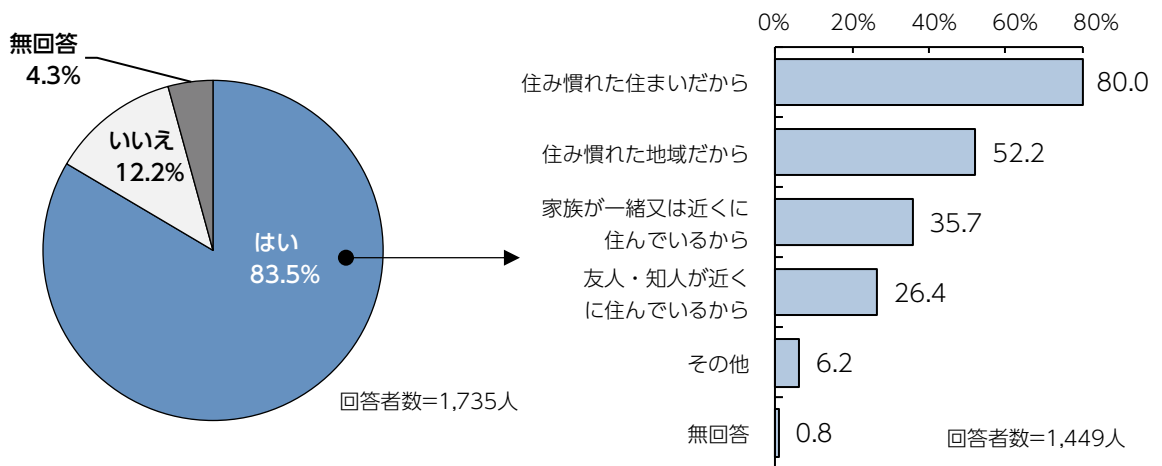 無回答
4.3%
いいえ
12.2%
はい
83.5%
回答者数=1,735人
0% 20% 40% 60% 80%
住み慣れた住まいだから 80.0
住み慣れた地域だから 52.2
家族が一緒又は近くに
住んでいるから 35.7
友人・知人が近く
に住んでいるから 26.4
その他 6.2
無回答 0.8
回答者数=1,449人